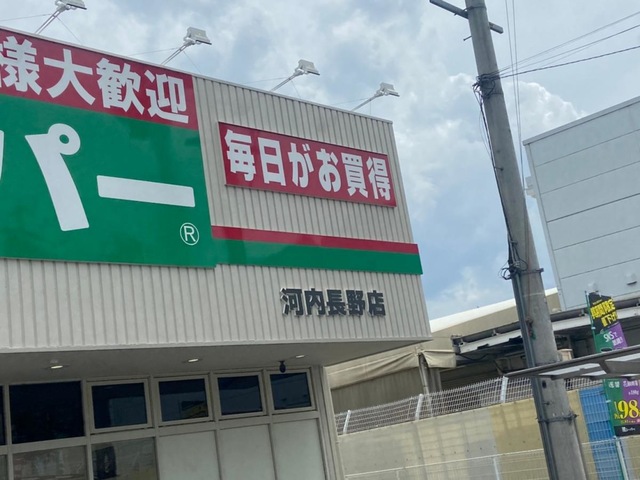 様大歓迎
パー
®
毎日がお買得
河内長野店
98